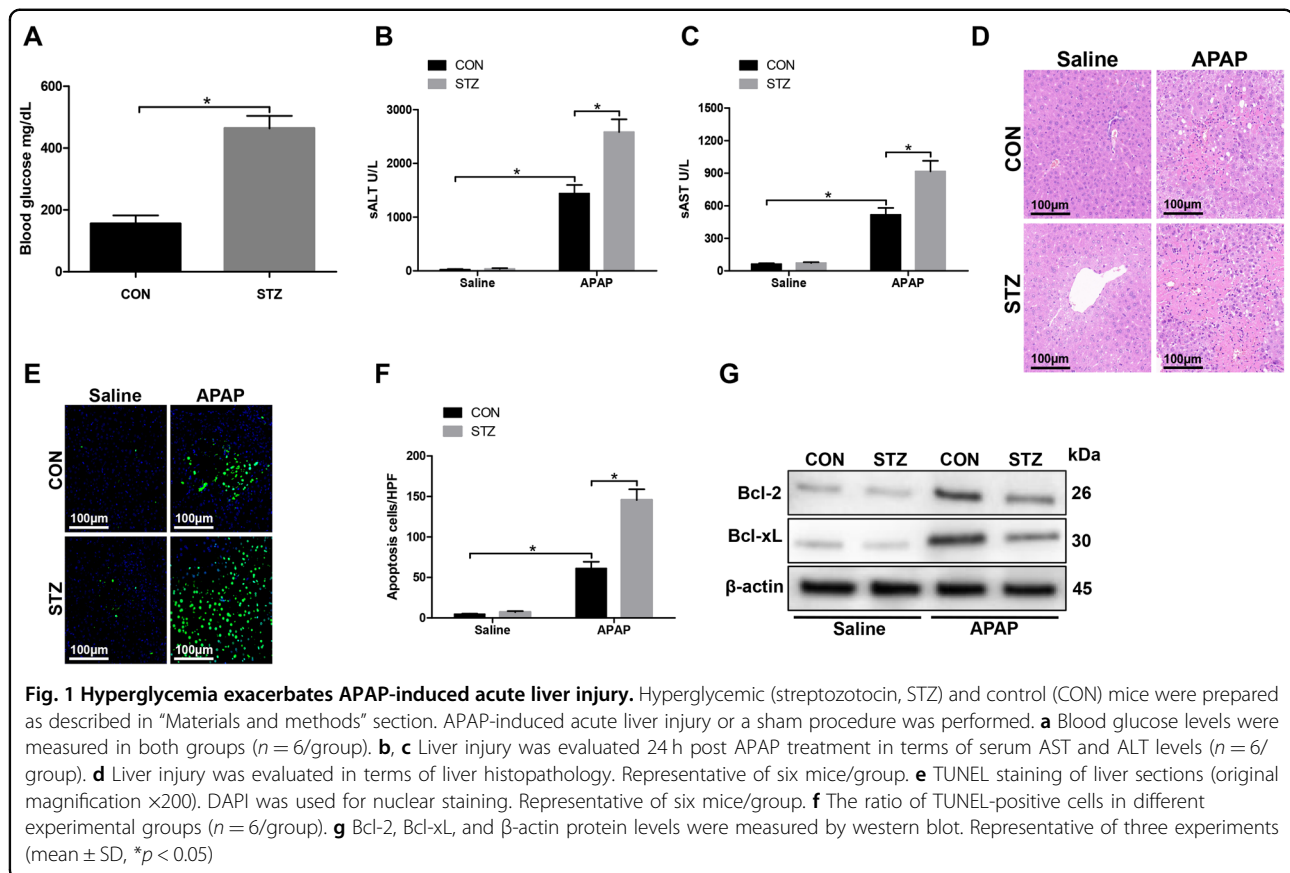 A
Blood glucose mg/dL
600
400
200
0
CON
STZ
*
B
CON
STZ
sALT U/L
3000
2000
1000
0
*
*
Saline
APAP
C
CON
STZ
sAST U/L
1500
1200
900
600
300
0
*
*
Saline
APAP
D
Saline
APAP
CON
100μm
100μm
STZ
100μm
100μm
E
Saline
APAP
CON
100μm
100μm
STZ
100μm
100μm
F
CON
STZ
Apoptosis cells/HPF
200
150
100
50
0
*
*
Saline
APAP
G
CON STZ CON STZ kDa
Bcl-2 26
Bcl-xL 30
β-actin 45
Saline APAP
Fig. 1 Hyperglycemia exacerbates APAP-induced acute liver injury. Hyperglycemic (streptozotocin, STZ) and control (CON) mice were prepared
as described in “Materials and methods” section. APAP-induced acute liver injury or a sham procedure was performed. a Blood glucose levels were
measured in both groups (n = 6/group). b, c Liver injury was evaluated 24 h post APAP treatment in terms of serum AST and ALT levels (n = 6/
group). d Liver injury was evaluated in terms of liver histopathology. Representative of six mice/group. e TUNEL staining of liver sections (original
magnification ×200). DAPI was used for nuclear staining. Representative of six mice/group. f The ratio of TUNEL-positive cells in different
experimental groups (n = 6/group). g Bcl-2, Bcl-xL, and β-actin protein levels were measured by western blot. Representative of three experiments
(mean ± SD, *p < 0.05)